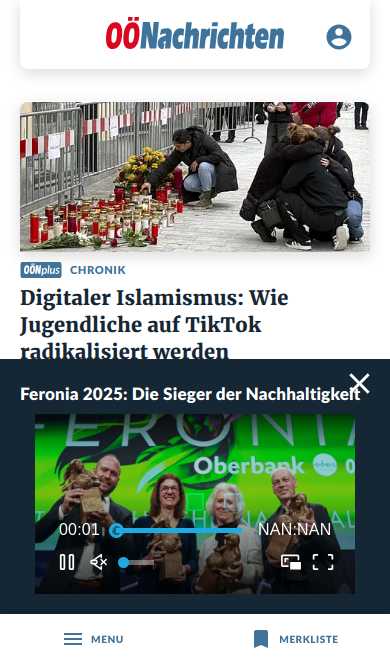 OÖNachrichten
OÖNplus CHRONIK
Digitaler Islamismus: Wie
Jugendliche auf TikTok
radikalisiert werden
Feronia 2025: Die Sieger der Nachhaltigkeit
FERONIA
Oberbank
00:01
NAN:NAN
MENU
MERKLISTE